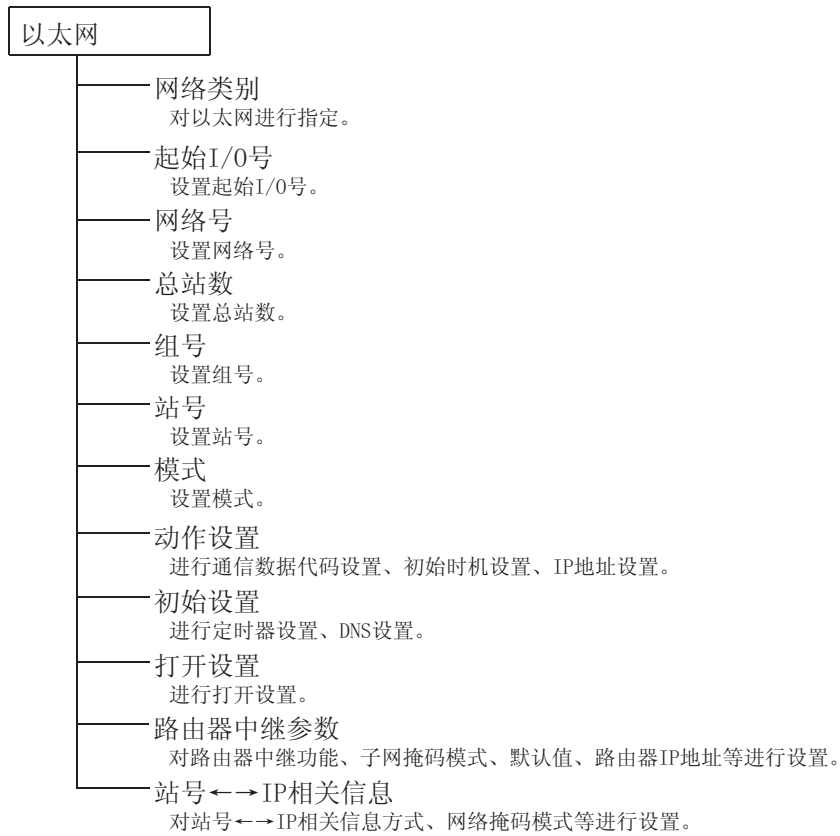 以太网
网络类别
对以太网进行指定。
起始I/O号
设置起始I/O号。
网络号
设置网络号。
总站数
设置总站数。
组号
设置组号。
站号
设置站号。
模式
设置模式。
动作设置
进行通信数据代码设置、初始时机设置、IP地址设置。
初始设置
进行定时器设置、DNS设置。
打开设置
进行打开设置。
路由器中继参数
对路由器中继功能、子网掩码模式、默认值、路由器IP地址等进行设置。
站号←→IP相关信息
对站号←→IP相关信息方式、网络掩码模式等进行设置。